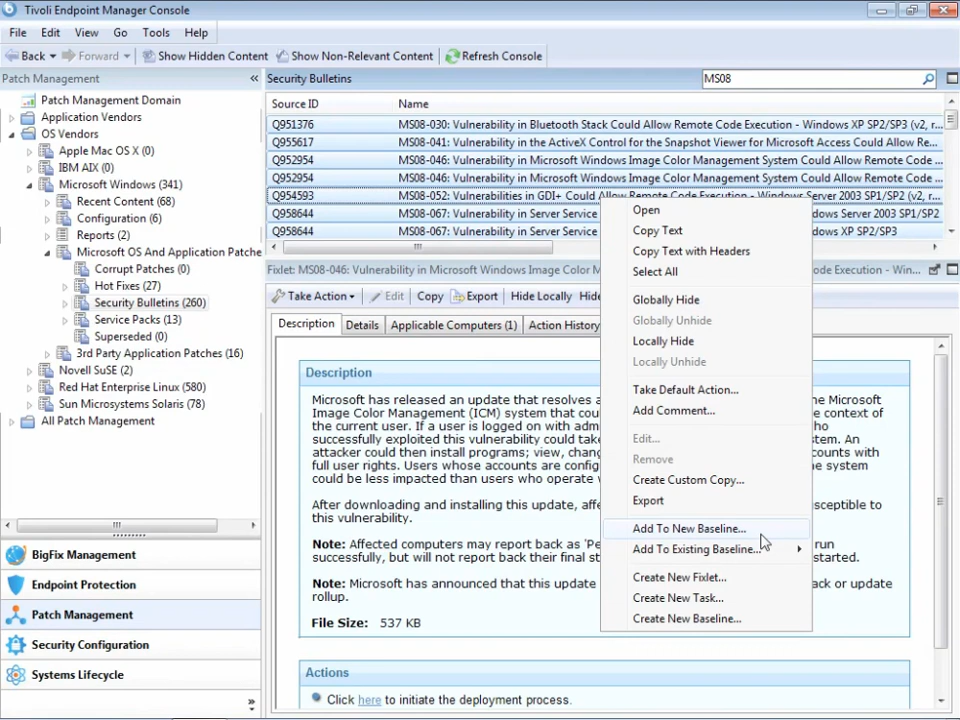 Tivoli Endpoint Manager Console
File Edit View Go Tools Help
Back Forward Show Hidden Content Show Non-Relevant Content Refresh Console
Patch Management
Patch Management Domain
Application Vendors
OS Vendors
Apple Mac OS X (0)
IBM AIX (0)
Microsoft Windows (341)
Recent Content (68)
Configuration (6)
Reports (2)
Microsoft OS And Application Patche
Corrupt Patches (0)
Hot Fixes (27)
Security Bulletins (260)
Service Packs (13)
Superseded (0)
3rd Party Application Patches (16)
Novell SuSE (2)
Red Hat Enterprise Linux (580)
Sun Microsystems Solaris (78)
All Patch Management
BigFix Management
Endpoint Protection
Patch Management
Security Configuration
Systems Lifecycle
Security Bulletins MS08
Source ID Name
Q951376 MS08-030: Vulnerability in Bluetooth Stack Could Allow Remote Code Execution - Windows XP SP2/SP3 (v2, r...
Q955617 MS08-041: Vulnerability in the ActiveX Control for the Snapshot Viewer for Microsoft Access Could Allow Re...
Q952954 MS08-046: Vulnerability in Microsoft Windows Image Color Management System Could Allow Remote Code ...
Q952954 MS08-046: Vulnerability in Microsoft Windows Image Color Management System Could Allow Remote Code ...
Q954593 MS08-052: Vulnerabilities in GDI+ Could Allow Remote Code Execution - Windows Server 2003 SP1/SP2 (v2, r...
Q958644 MS08-067: Vulnerability in Server Service dows Server 2003 SP1/SP2
Q958644 MS08-067: Vulnerability in Server Service dows XP SP2/SP3
Fixlet: MS08-046: Vulnerability in Microsoft Windows Image Color M ode Execution - Win...
Take Action Edit Copy Export Hide Locally Hide
Description Details Applicable Computers (1) Action History
Description
Microsoft has released an update that resolves a he Microsoft
Image Color Management (ICM) system that cou context of
the current user. If a user is logged on with adm ho
successfully exploited this vulnerability could take tem. An
attacker could then install programs; view, chang counts with
full user rights. Users whose accounts are config e system
could be less impacted than users who operate w
After downloading and installing this update, affe sceptible to
this vulnerability.
Note: Affected computers may report back as 'Pe run
successfully, but will not report back their final st started.
Note: Microsoft has announced that this update ack or update
rollup.
File Size: 537 KB
Actions
Click here to initiate the deployment process.
Open
Copy Text
Copy Text with Headers
Select All
Globally Hide
Globally Unhide
Locally Hide
Locally Unhide
Take Default Action...
Add Comment...
Edit...
Remove
Create Custom Copy...
Export
Add To New Baseline...
Add To Existing Baseline...
Create New Fixlet...
Create New Task...
Create New Baseline...